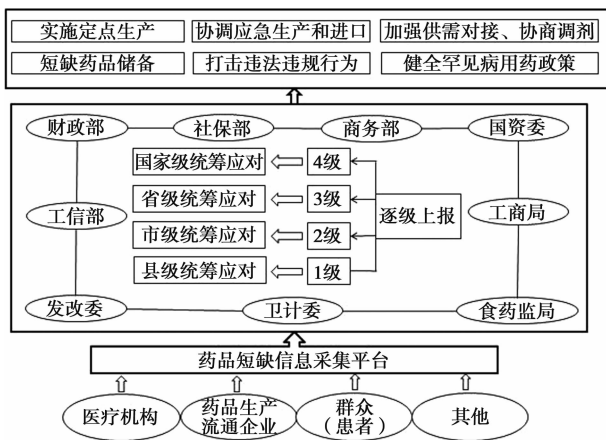 实施定点生产
协调应急生产和进口
加强供需对接、协商调剂
短缺药品储备
打击违法违规行为
健全罕见病用药政策
财政部
社保部
商务部
国资委
国家级统筹应对
4级
省级统筹应对
3级
逐级上报
工信部
工商局
市级统筹应对
2级
县级统筹应对
1级
发改委
卫计委
食药监局
药品短缺信息采集平台
医疗机构
药品生产
流通企业
群众
(患者)
其他